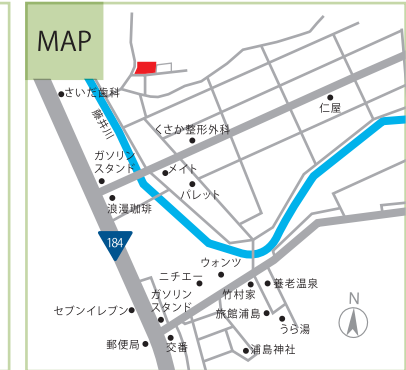 MAP
さいだ歯科
藤井川
くさか整形外科
仁屋
ガソリン
スタンド
メイト
パレット
浪漫珈琲
184
ウォンツ
ニチエー
ガソリン
スタンド
竹村家
養老温泉
セブンイレブン
旅館浦島
うら湯
郵便局
交番
浦島神社
N